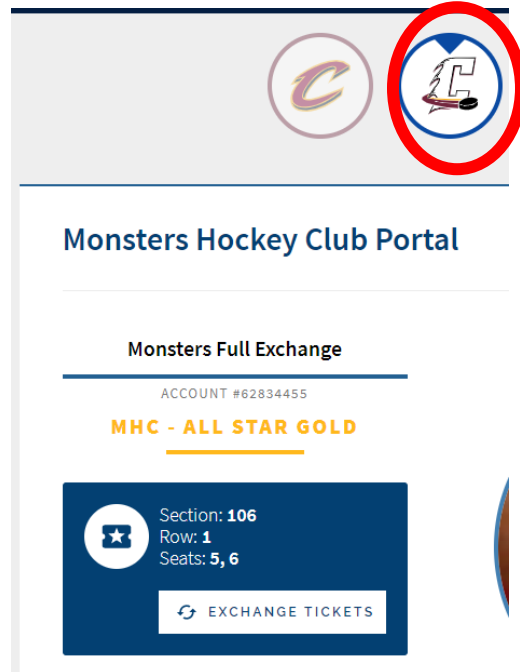 C
C
Monsters Hockey Club Portal
Monsters Full Exchange
ACCOUNT #62834455
MHC - ALL STAR GOLD
Section: 106
Row: 1
Seats: 5, 6
EXCHANGE TICKETS